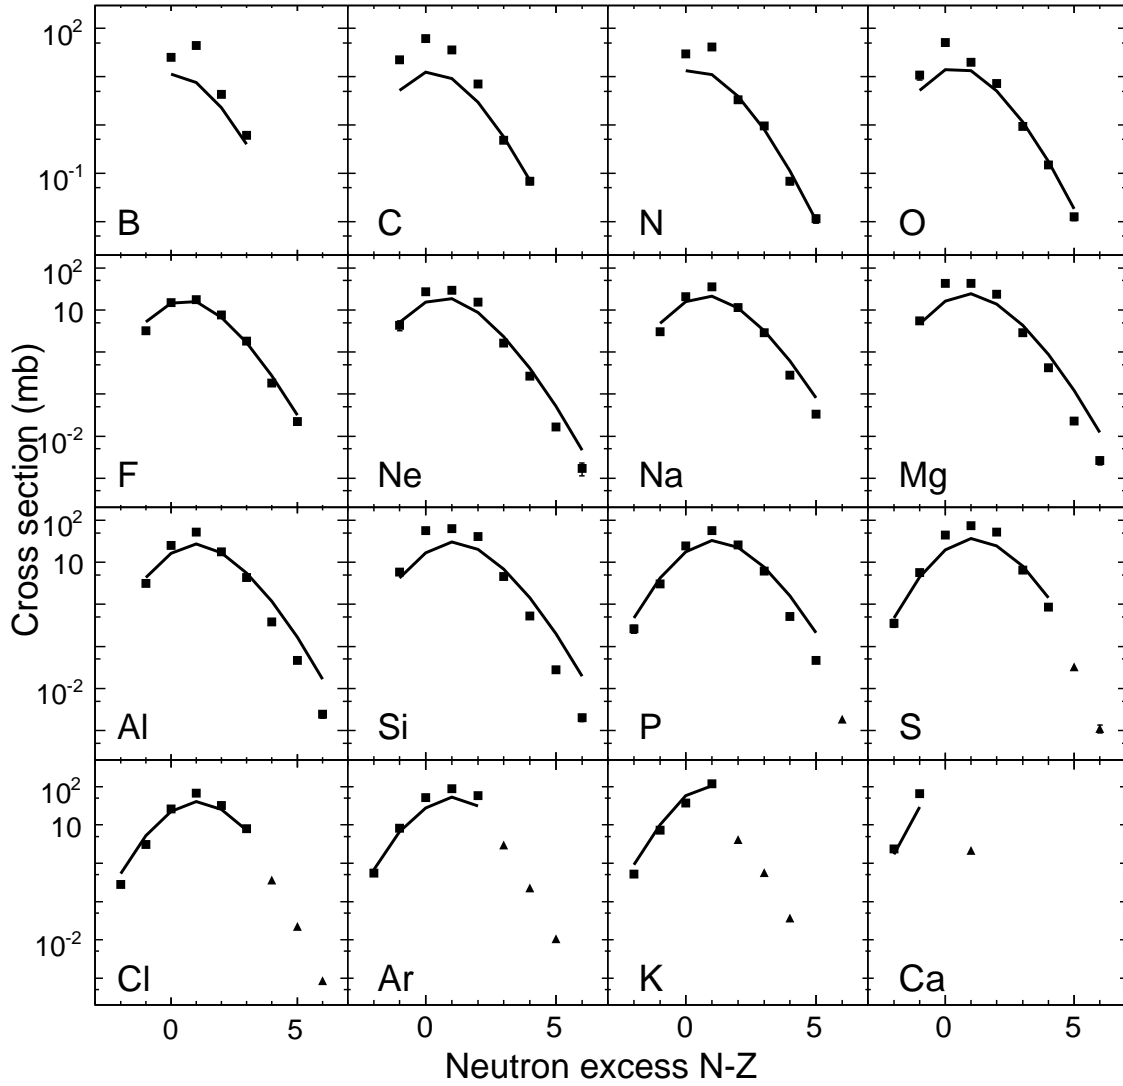 10²
10⁻¹
B
C
N
O
10²
10
10⁻²
F
Ne
Na
Mg
10²
10
10⁻²
Al
Si
P
S
10²
10
10⁻²
Cl
Ar
K
Ca
0 5 0 5 0 5 0 5
Neutron excess N-Z
Cross section (mb)